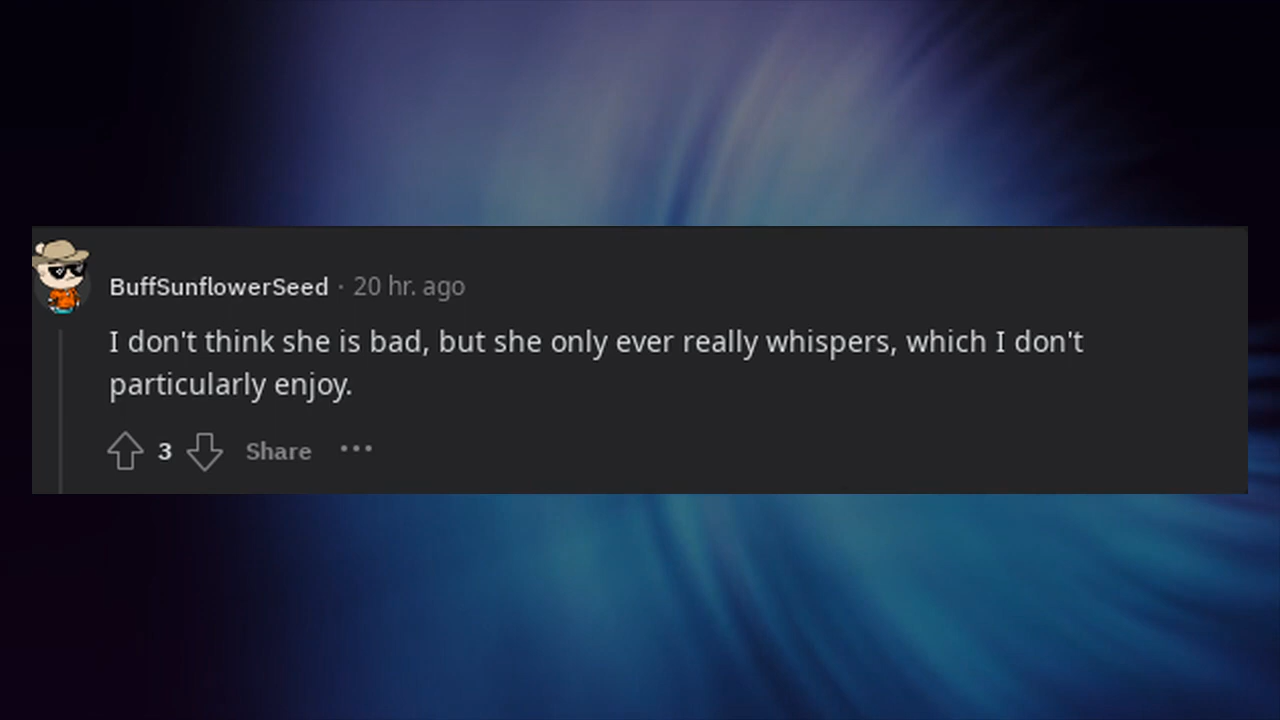 BuffSunflowerSeed · 20 hr. ago
I don't think she is bad, but she only ever really whispers, which I don't
particularly enjoy.
3 Share ···